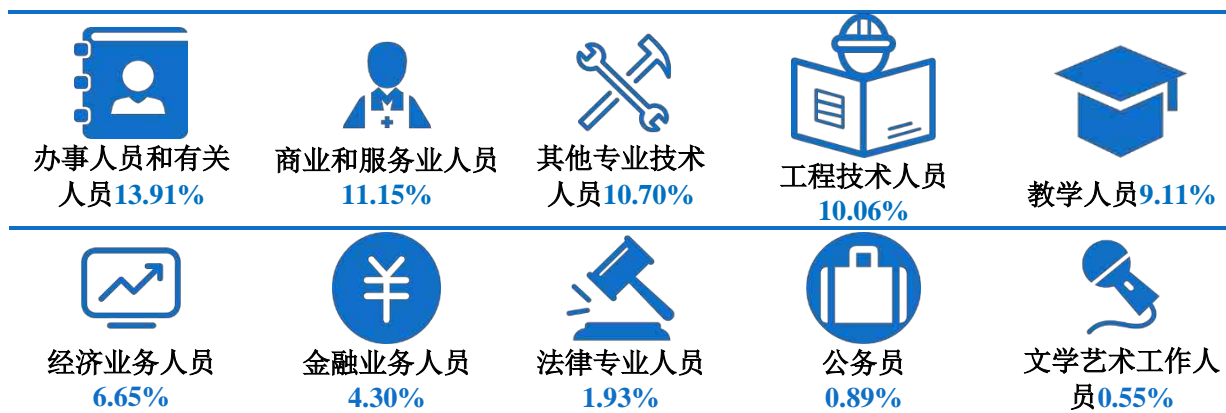 办事人员和有关
人员13.91%
商业和服务业人员
11.15%
其他专业技术
人员10.70%
工程技术人员
10.06%
教学人员9.11%
经济业务人员
6.65%
金融业务人员
4.30%
法律专业人员
1.93%
公务员
0.89%
文学艺术工作人
员0.55%